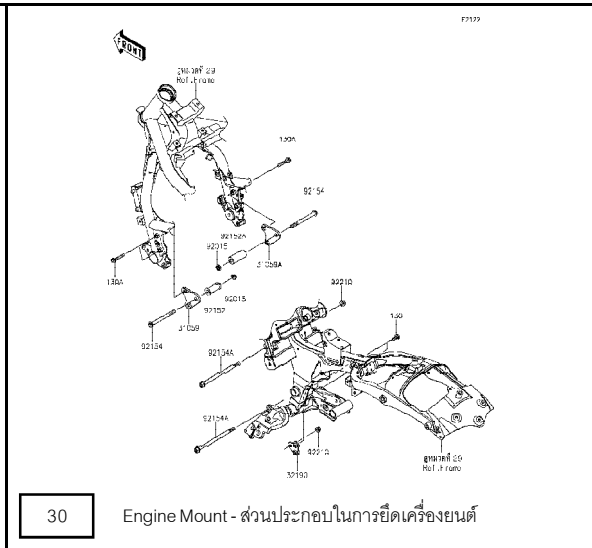 F2122
FRONT
ดูหมวดที่ 29
Ref.Frame
130A
92154
92152A
92015
31059A
130A
92015
92152
31059
92154
92210
130
92154A
92154A
92210
32190
ดูหมวดที่ 29
Ref.Frame
30 Engine Mount - ส่วนประกอบในการยึดเครื่องยนต์